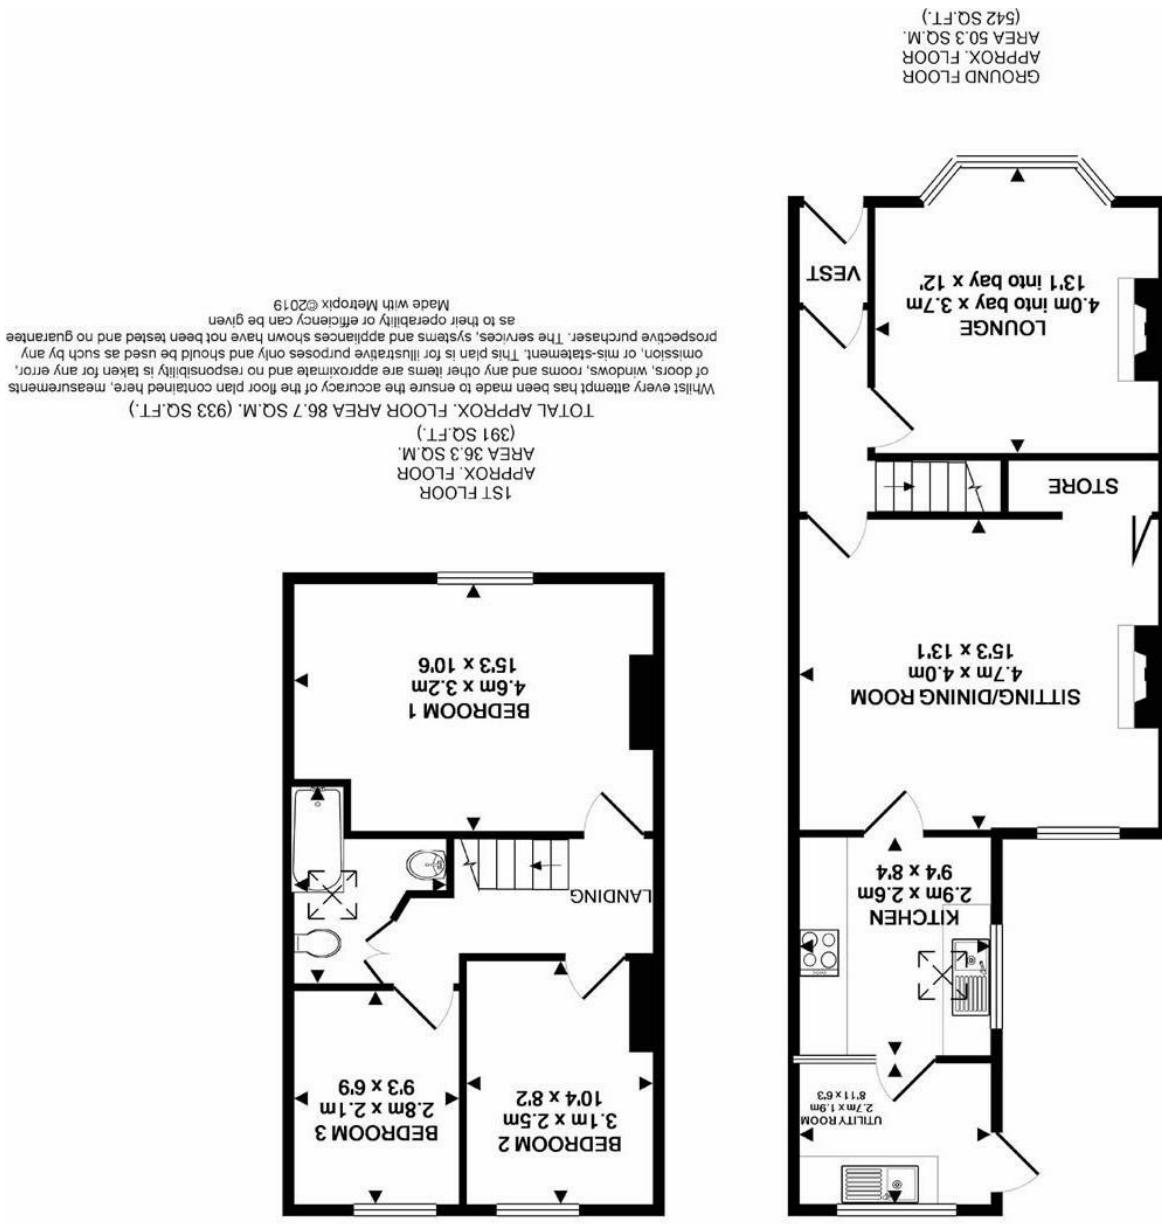 UTILITY ROOM
2.7m x 1.9m
8'11 x 6'3
KITCHEN
2.9m x 2.6m
9'4 x 8'4
SITTING/DINING ROOM
4.7m x 4.0m
15'3 x 13'1
STORE
LOUNGE
4.0m into bay x 3.7m
13'1 into bay x 12'
VEST
GROUND FLOOR
APPROX. FLOOR
AREA 50.3 SQ.M.
(542 SQ.FT.)
BEDROOM 2
3.1m x 2.5m
10'4 x 8'2
BEDROOM 3
2.8m x 2.1m
9'3 x 6'9
LANDING
BEDROOM 1
4.6m x 3.2m
15'3 x 10'6
1ST FLOOR
APPROX. FLOOR
AREA 36.3 SQ.M.
(391 SQ.FT.)
TOTAL APPROX. FLOOR AREA 86.7 SQ.M. (933 SQ.FT.)
Whilst every attempt has been made to ensure the accuracy of the floor plan contained here, measurements
of doors, windows, rooms and any other items are approximate and no responsibility is taken for any error,
omission, or mis-statement. This plan is for illustrative purposes only and should be used as such by any
prospective purchaser. The services, systems and appliances shown have not been tested and no guarantee
as to their operability or efficiency can be given
Made with Metropix ©2019